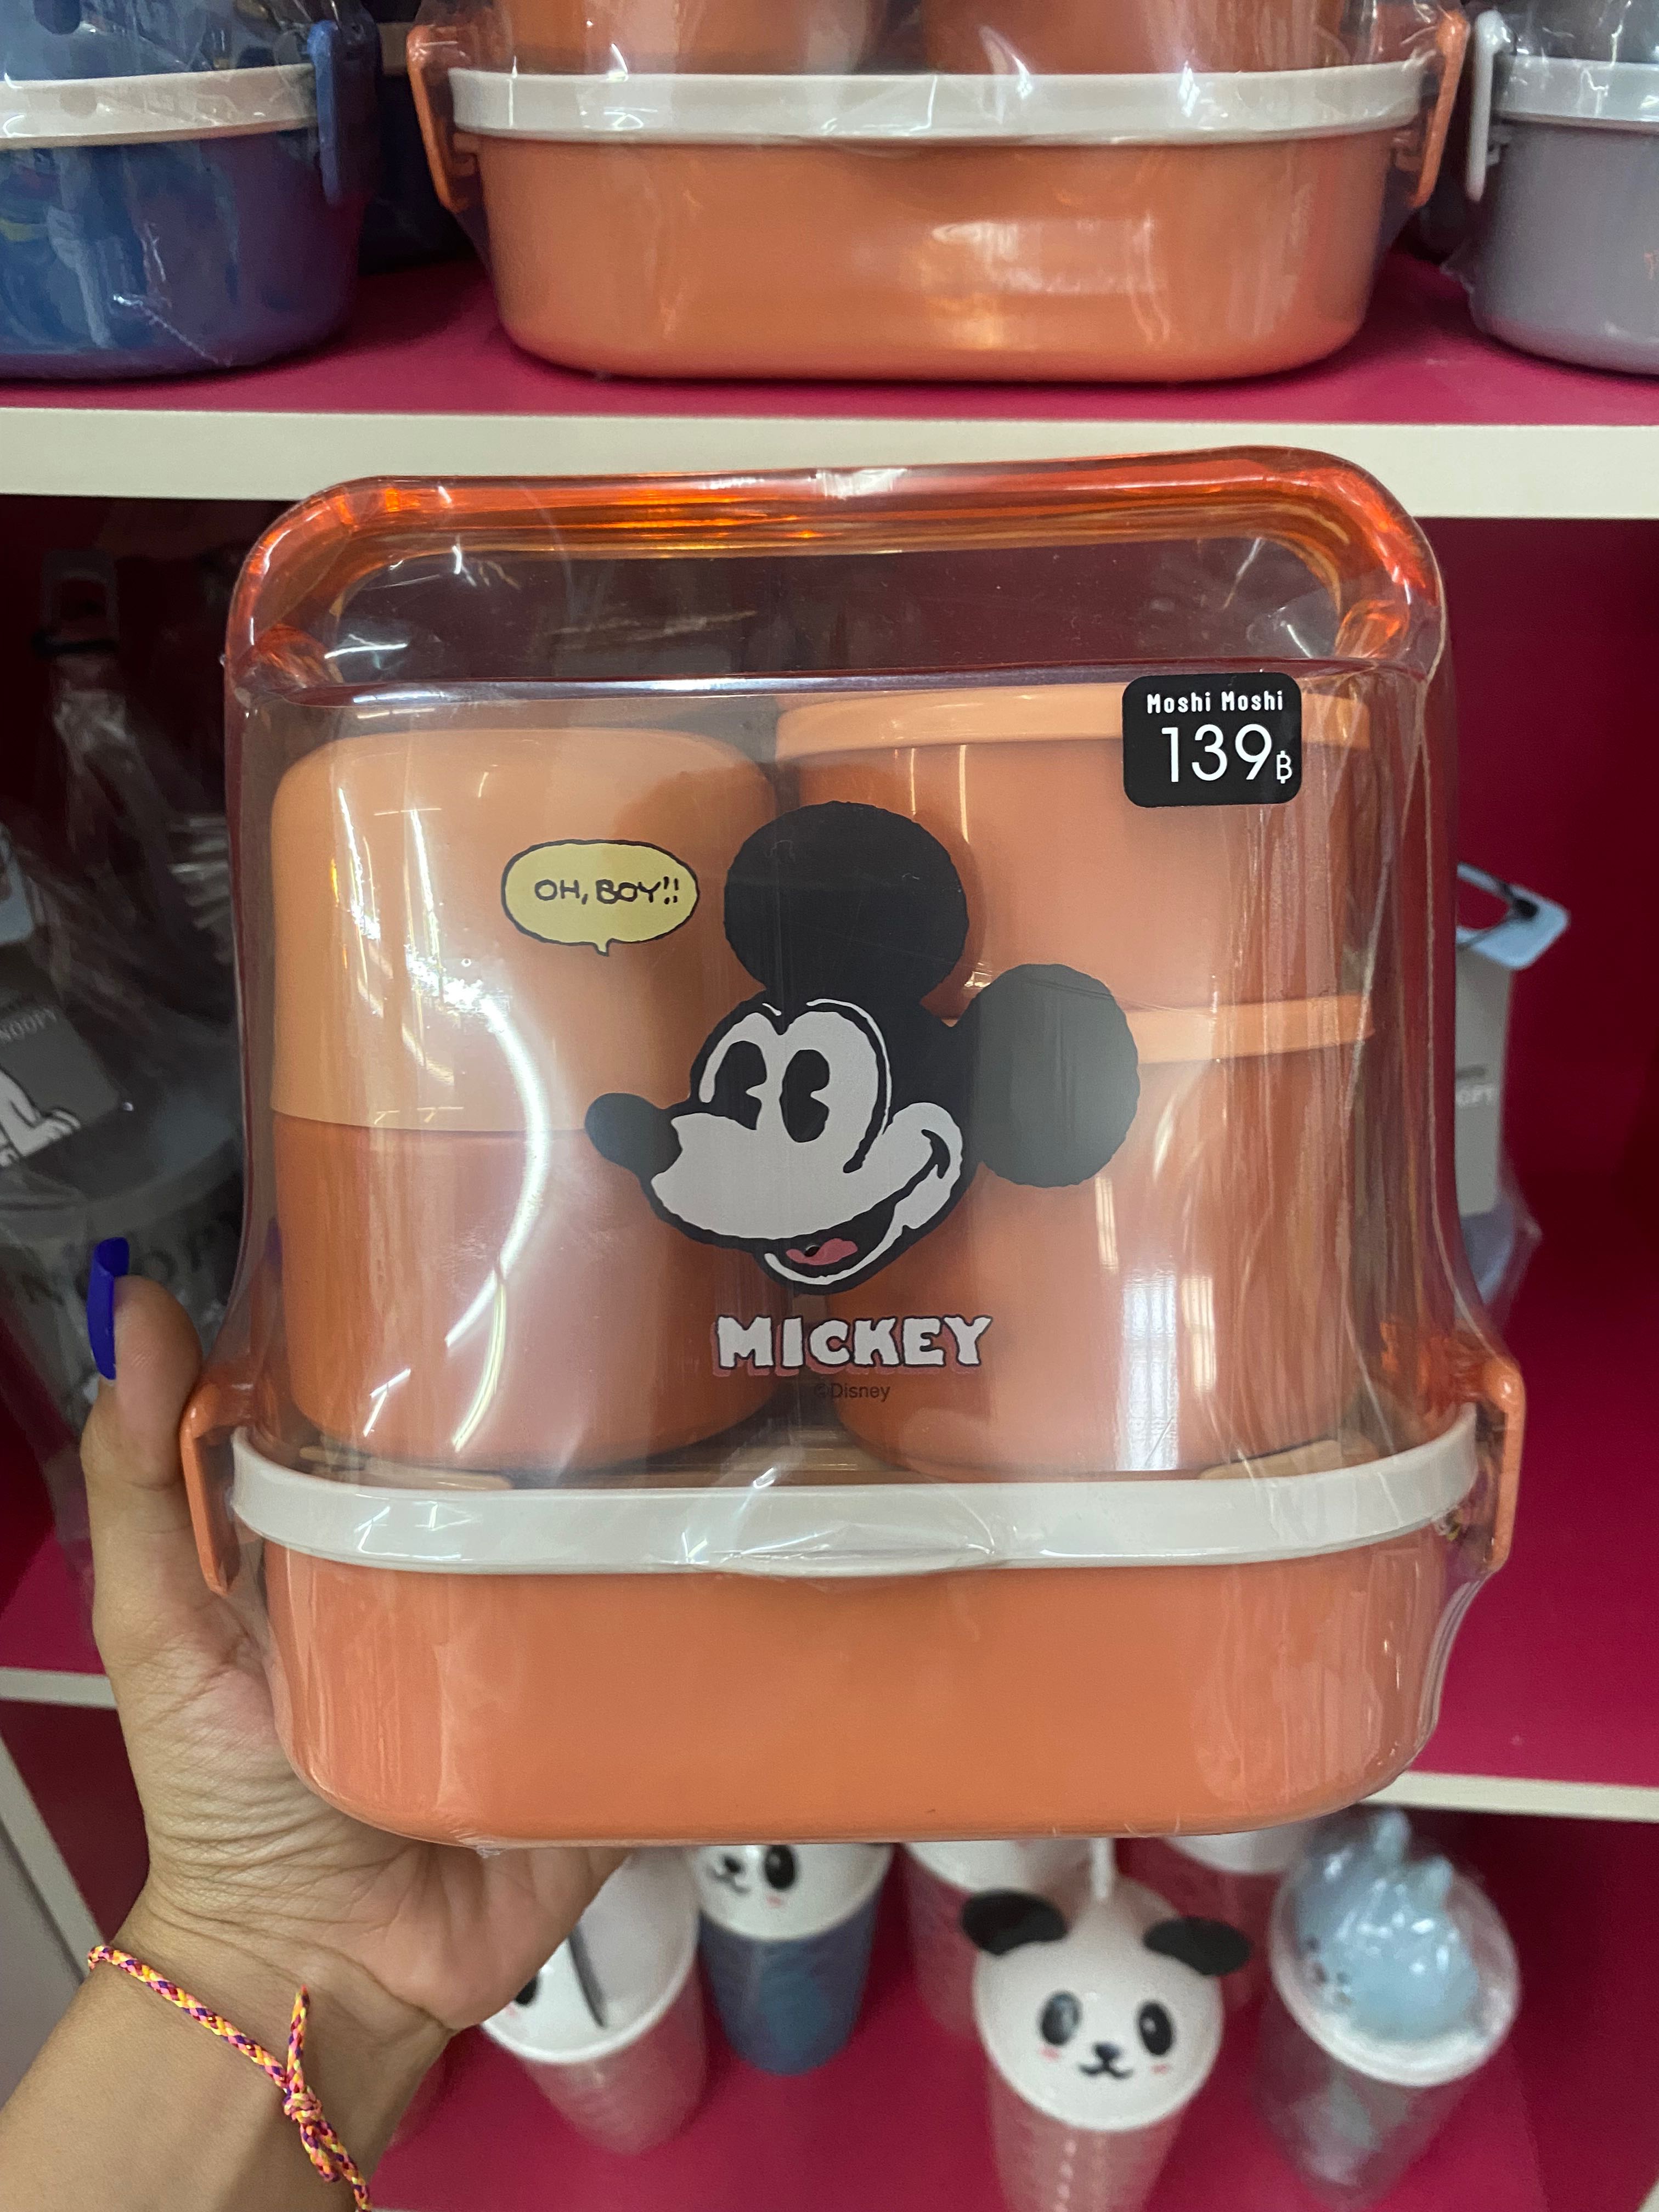 Moshi Moshi
139฿
OH, BOY!!
MICKEY
©Disney